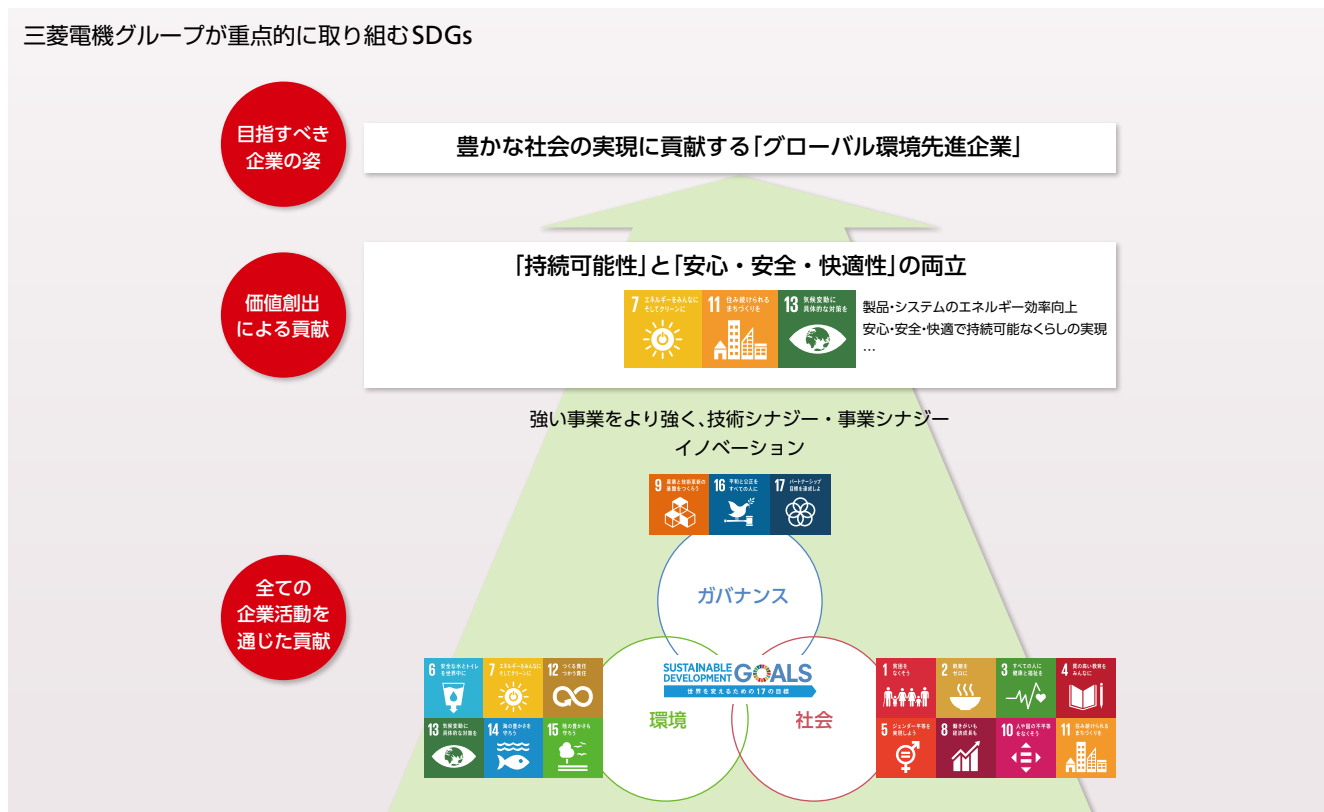 三菱電機グループが重点的に取り組むSDGs
目指すべき
企業の姿
豊かな社会の実現に貢献する「グローバル環境先進企業」
価値創出
による貢献
「持続可能性」と「安心・安全・快適性」の両立
7 エネルギーをみんなに
そしてクリーンに
11 住み続けられる
まちづくりを
13 気候変動に
具体的な対策を
製品・システムのエネルギー効率向上
安心・安全・快適で持続可能なくらしの実現
…
強い事業をより強く、技術シナジー・事業シナジー
イノベーション
9 産業と技術革新の
基盤をつくろう
16 平和と公正を
すべての人に
17 パートナーシップで
目標を達成しよう
全ての
企業活動を
通じた貢献
ガバナンス
SUSTAINABLE
DEVELOPMENT GOALS
世界を変えるための17の目標
環境
社会
6 安全な水とトイレ
を世界中に
7 エネルギーをみんなに
そしてクリーンに
12 つくる責任
つかう責任
13 気候変動に
具体的な対策を
14 海の豊かさを
守ろう
15 陸の豊かさも
守ろう
1 貧困を
なくそう
2 飢餓を
ゼロに
3 すべての人に
健康と福祉を
4 質の高い教育を
みんなに
5 ジェンダー平等を
実現しよう
8 働きがいも
経済成長も
10 人や国の不平等
をなくそう
11 住み続けられる
まちづくりを